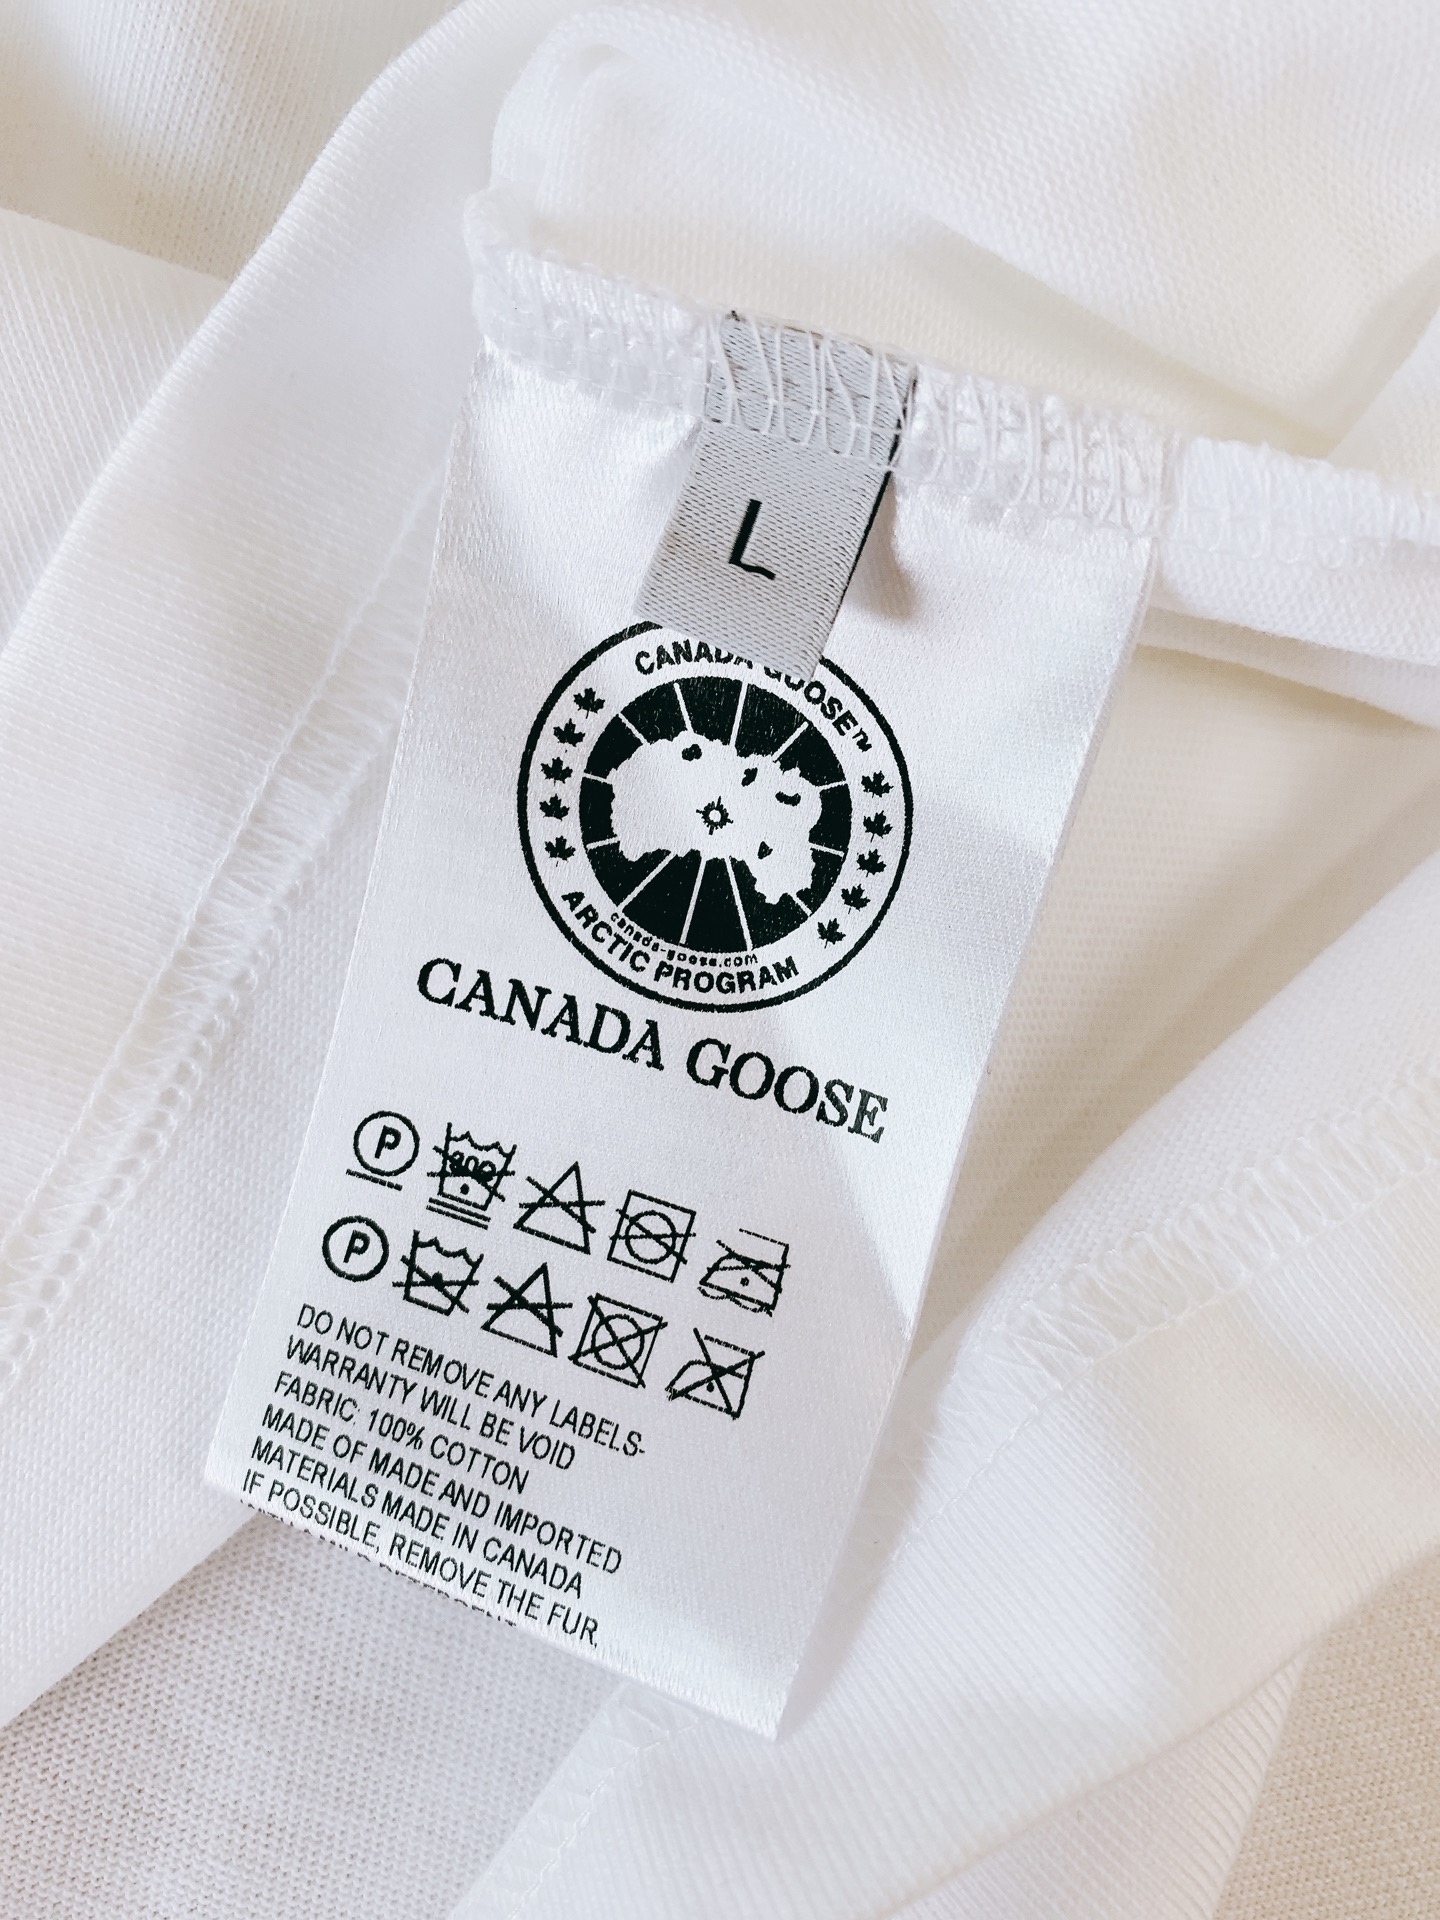 L
CANADA GOOSE™
canada-goose.com
ARCTIC PROGRAM
CANADA GOOSE
P
P
DO NOT REMOVE ANY LABELS-
WARRANTY WILL BE VOID
FABRIC: 100% COTTON
MADE OF MADE AND IMPORTED
MATERIALS MADE IN CANADA
IF POSSIBLE, REMOVE THE FUR.